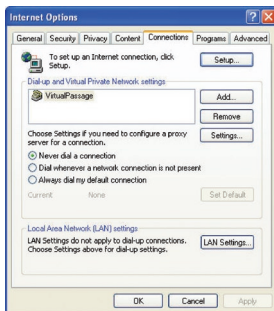 Internet Options
General Security Privacy Content Connections Programs Advanced
To set up an Internet connection, click
Setup.
Setup...
Dial-up and Virtual Private Network settings
VirtualPassage
Add...
Remove
Choose Settings if you need to configure a proxy
server for a connection.
Settings...
Never dial a connection
Dial whenever a network connection is not present
Always dial my default connection
Current None
Set Default
Local Area Network (LAN) settings
LAN Settings do not apply to dial-up connections.
Choose Settings above for dial-up settings.
LAN Settings...
OK Cancel Apply